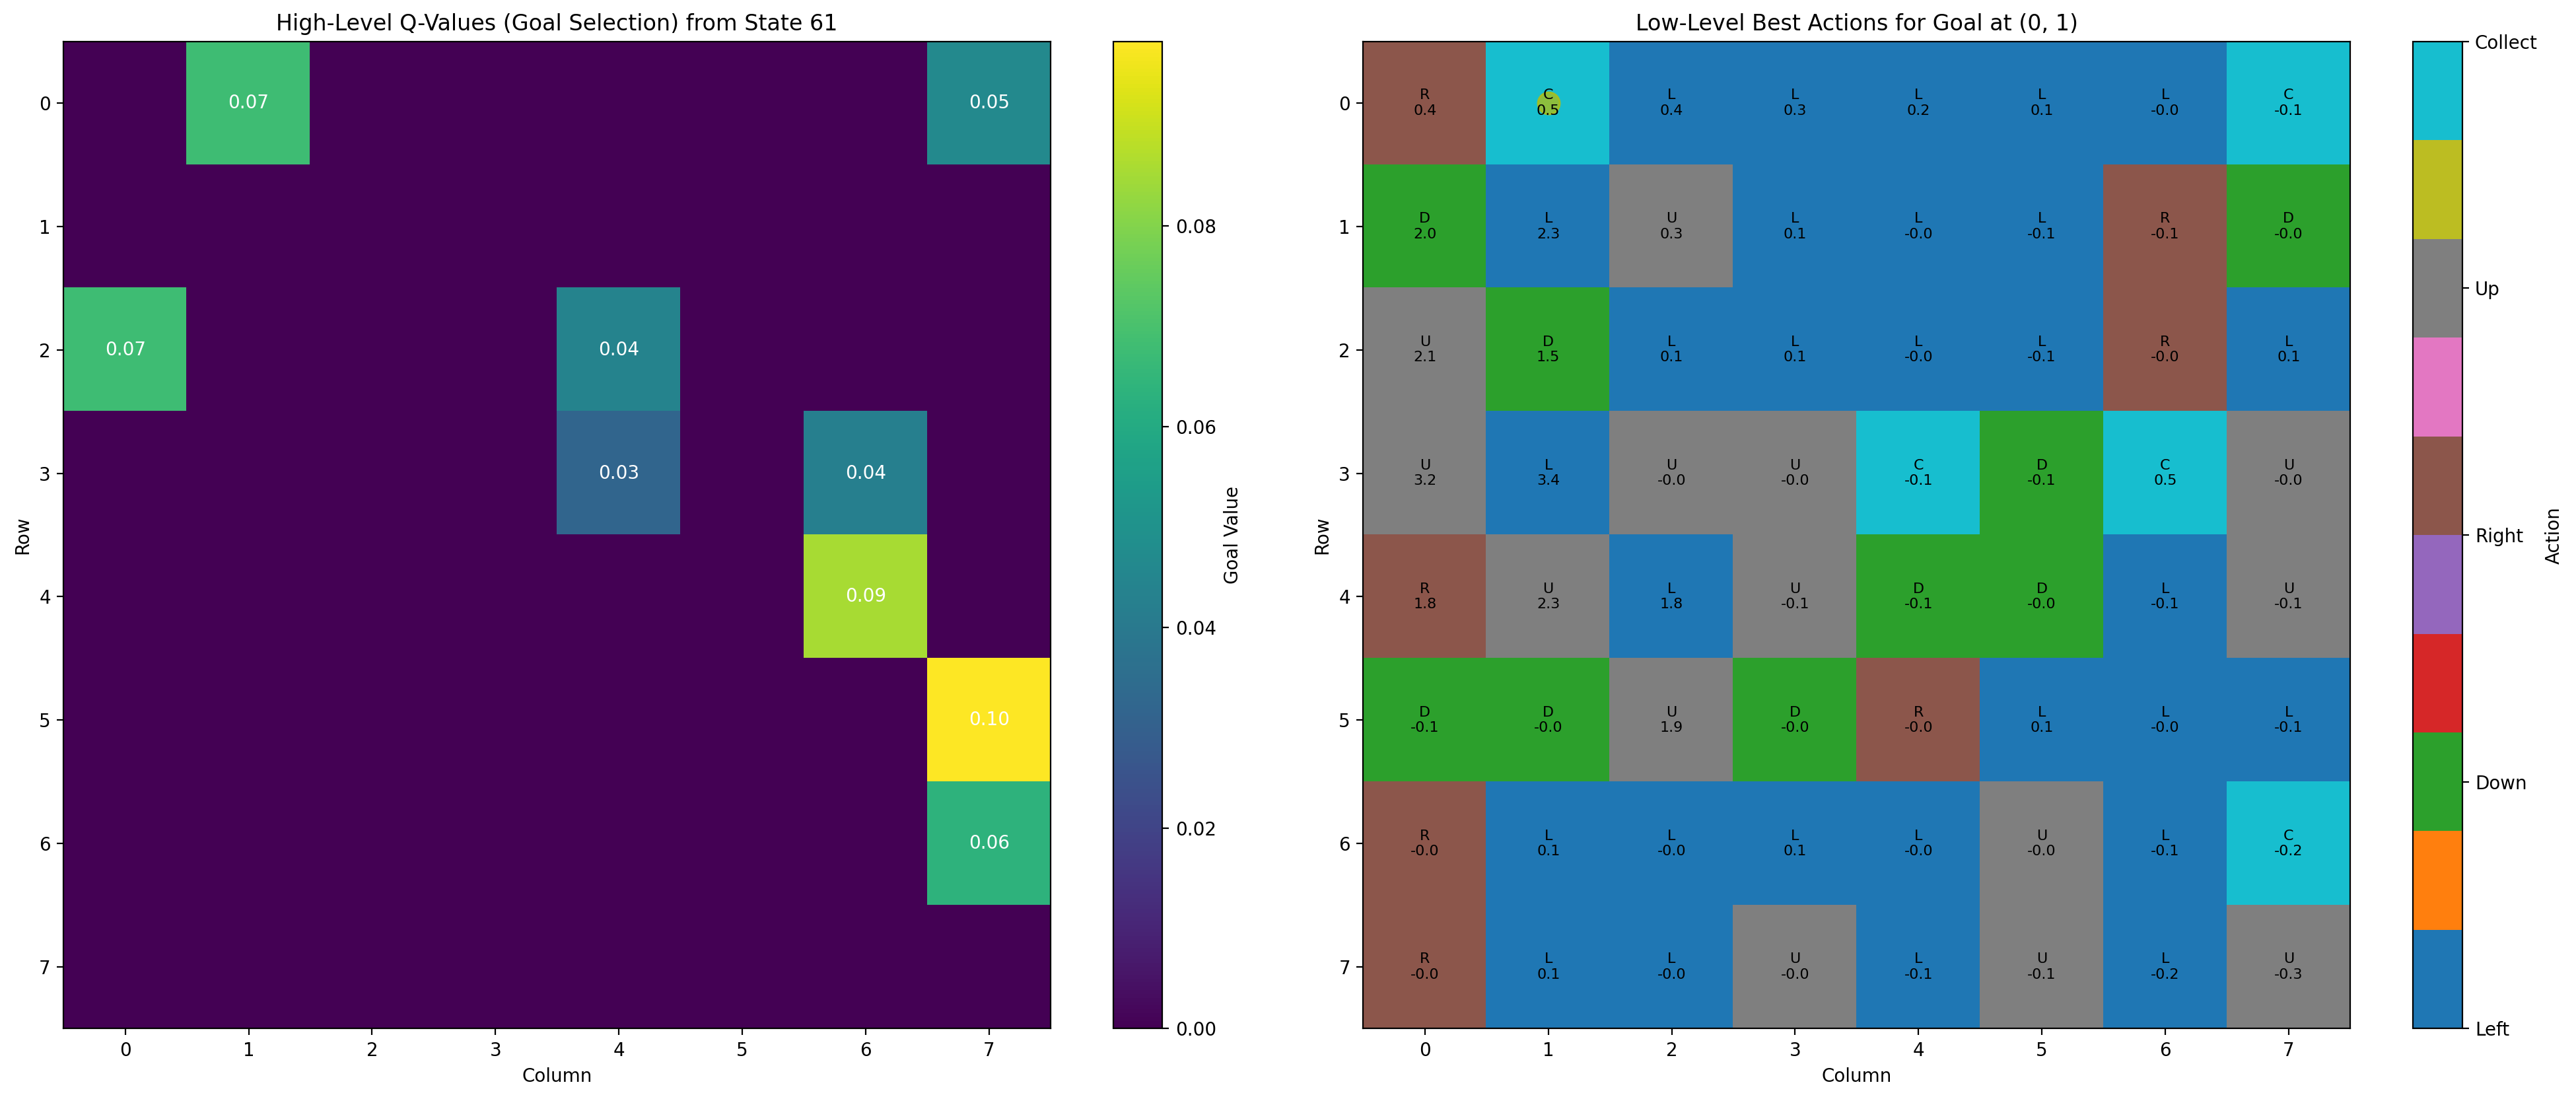 High-Level Q-Values (Goal Selection) from State 61
0.07
0.05
0.07
0.04
0.03
0.04
0.09
0.10
0.06
0
1
2
3
4
5
6
7
Row
0 1 2 3 4 5 6 7
Column
0.08
0.06
0.04
0.02
0.00
Goal Value
Low-Level Best Actions for Goal at (0, 1)
R C L L L L L C
0.4 0.5 0.4 0.3 0.2 0.1 -0.0 -0.1
D L U L L L R D
2.0 2.3 0.3 0.1 -0.0 -0.1 -0.1 -0.0
U D L L L L R L
2.1 1.5 0.1 0.1 -0.0 -0.1 -0.0 0.1
U L U U C D C U
3.2 3.4 -0.0 -0.0 -0.1 -0.1 0.5 -0.0
R U L U D D L U
1.8 2.3 1.8 -0.1 -0.1 -0.0 -0.1 -0.1
D D U D R L L L
-0.1 -0.0 1.9 -0.0 -0.0 0.1 -0.0 -0.1
R L L L L U L C
-0.0 0.1 -0.0 0.1 -0.0 -0.0 -0.1 -0.2
R L L U L U L U
-0.0 0.1 -0.0 -0.0 -0.1 -0.1 -0.2 -0.3
0
1
2
3
4
5
6
7
Row
0 1 2 3 4 5 6 7
Column
Collect
Up
Right
Down
Left
Action